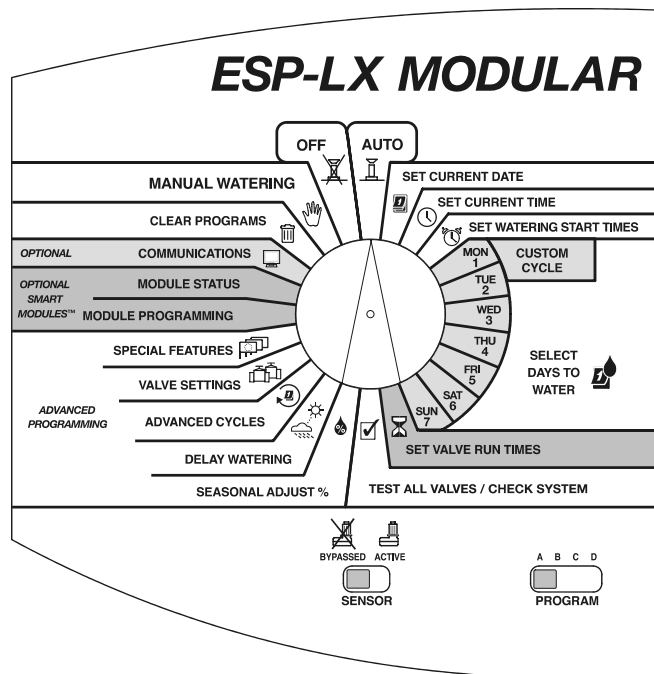 ESP-LX MODULAR
OFF
AUTO
MANUAL WATERING
CLEAR PROGRAMS
OPTIONAL
COMMUNICATIONS
OPTIONAL
SMART
MODULES™
MODULE STATUS
MODULE PROGRAMMING
SPECIAL FEATURES
VALVE SETTINGS
ADVANCED
PROGRAMMING
ADVANCED CYCLES
DELAY WATERING
SEASONAL ADJUST %
SET CURRENT DATE
SET CURRENT TIME
SET WATERING START TIMES
MON
1
CUSTOM
CYCLE
TUE
2
WED
3
THU
4
FRI
5
SAT
6
SUN
7
SELECT
DAYS TO
WATER
SET VALVE RUN TIMES
TEST ALL VALVES / CHECK SYSTEM
BYPASSED ACTIVE
SENSOR
A B C D
PROGRAM